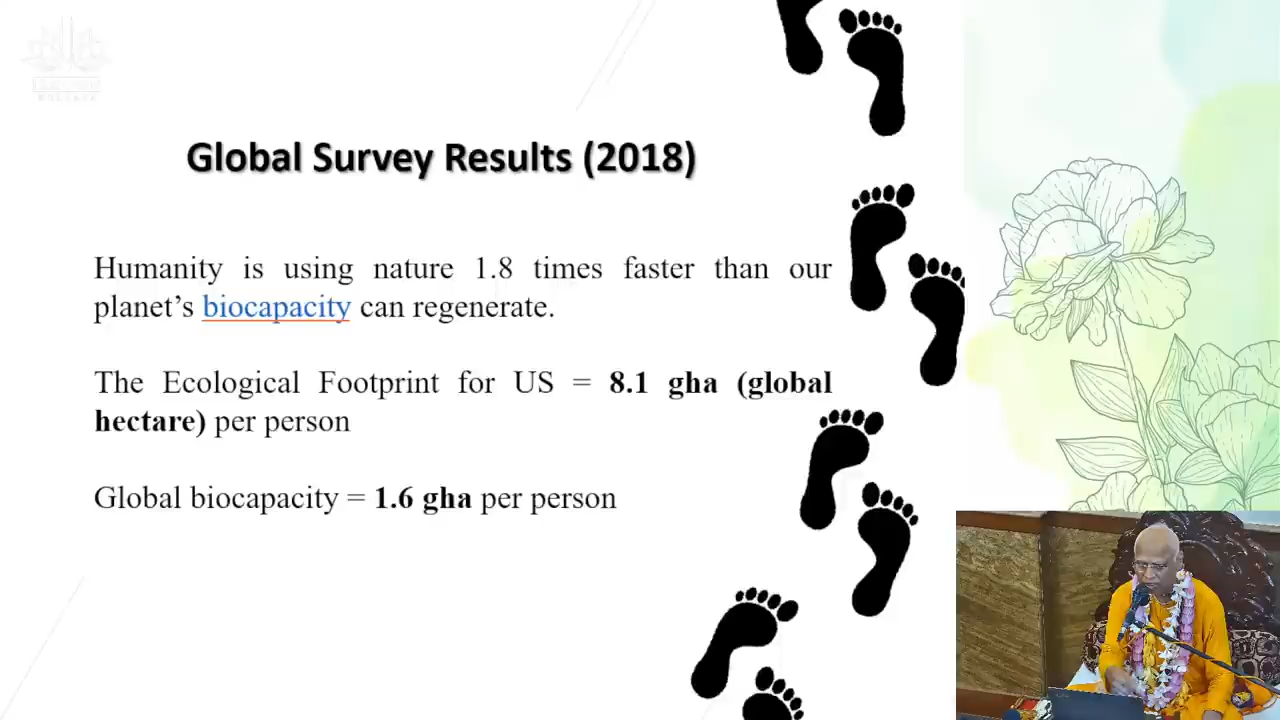 Global Survey Results (2018)
Humanity is using nature 1.8 times faster than our
planet's biocapacity can regenerate.
The Ecological Footprint for US = 8.1 gha (global
hectare) per person
Global biocapacity = 1.6 gha per person